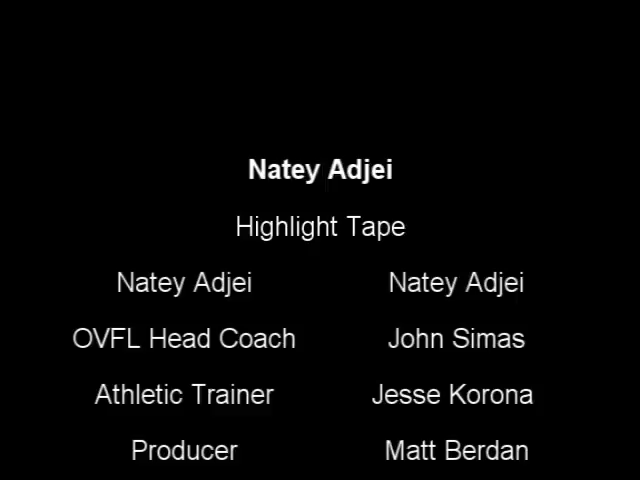 Natey Adjei
Highlight Tape
Natey Adjei Natey Adjei
OVFL Head Coach John Simas
Athletic Trainer Jesse Korona
Producer Matt Berdan